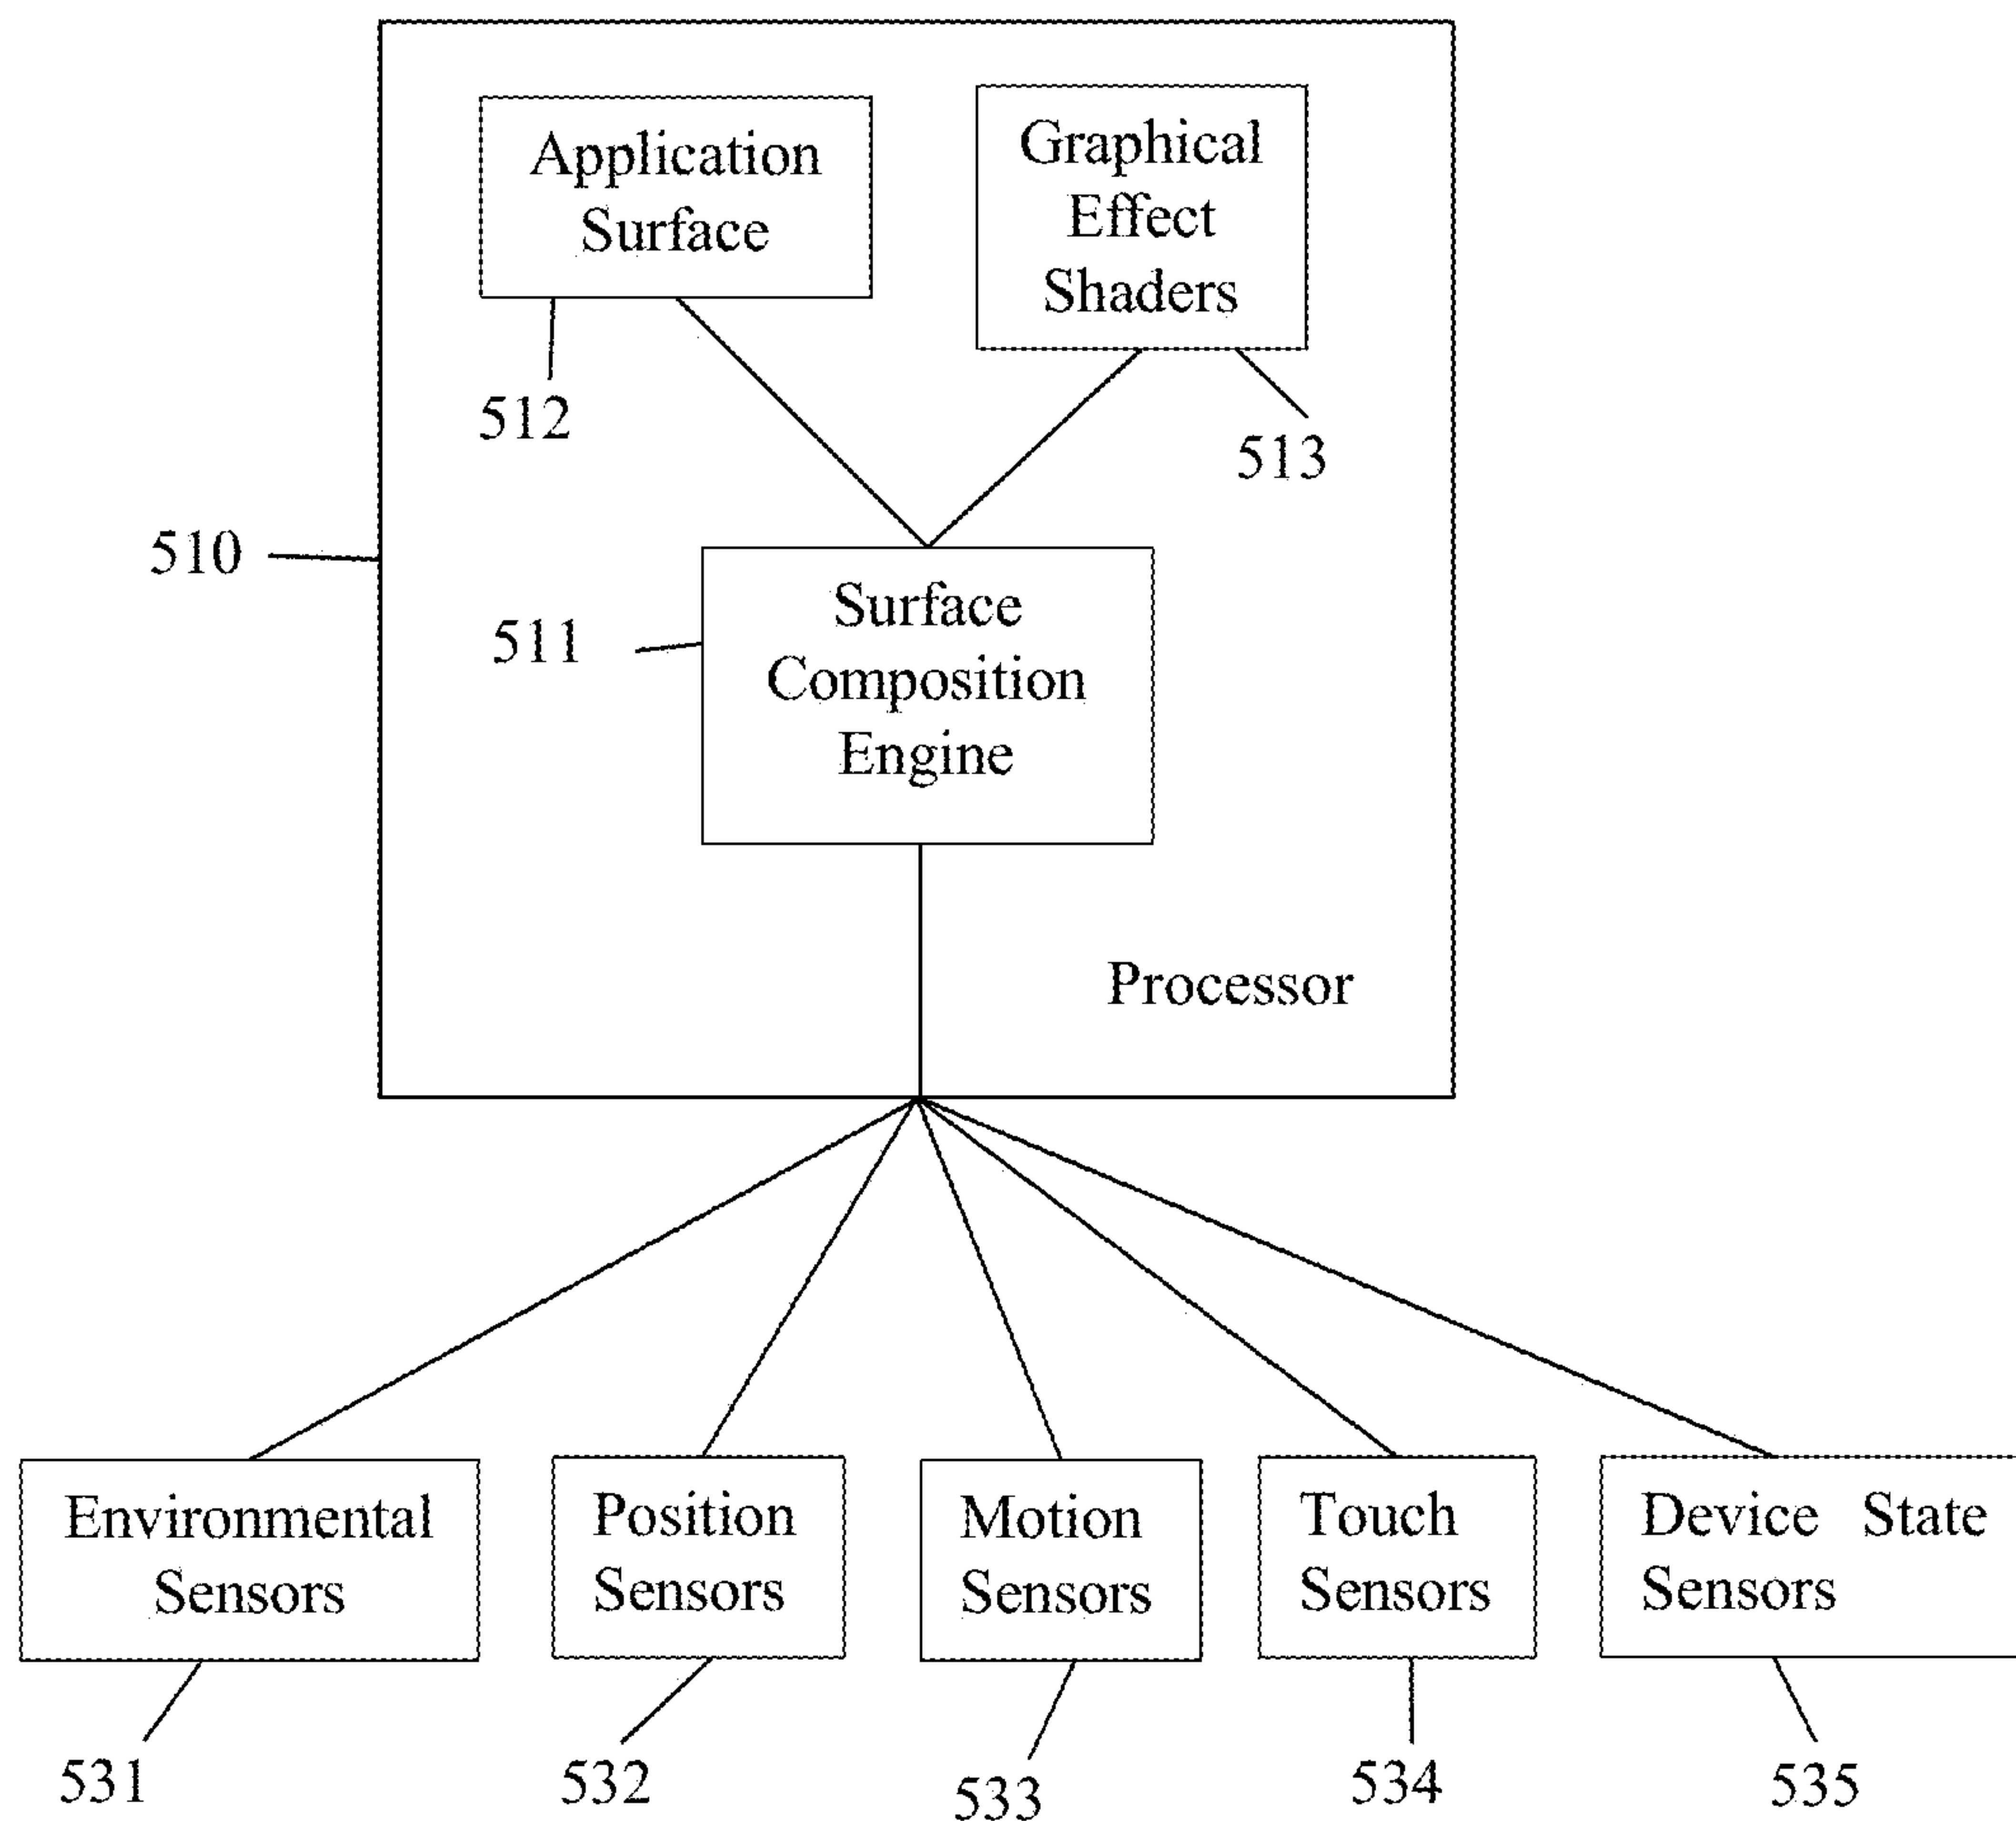 Application
Surface
Graphical
Effect
Shaders
512
513
510
511
Surface
Composition
Engine
Processor
Environmental
Sensors
Position
Sensors
Motion
Sensors
Touch
Sensors
Device State
Sensors
531
532
533
534
535